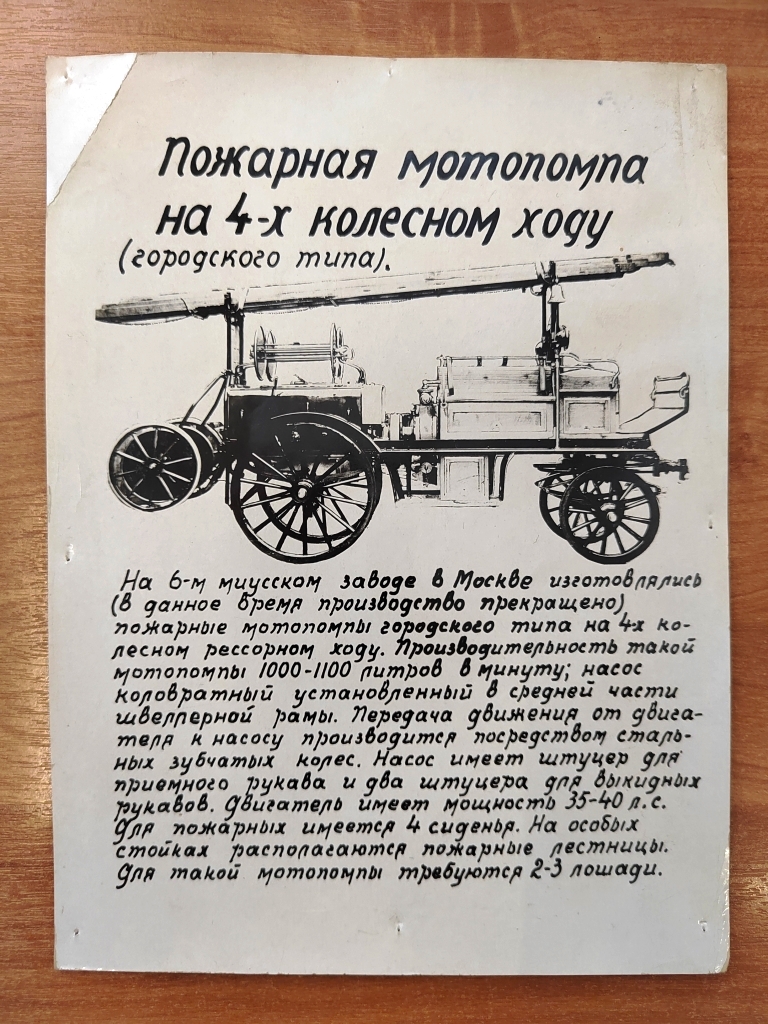 Пожарная мотопомпа
на 4-х колесном ходу
(городского типа).
На 6-м миусском заводе в Москве изготовлялись
(в данное время производство прекращено)
пожарные мотопомпы городского типа на 4-х ко-
лесном рессорном ходу. Производительность такой
мотопомпы 1000-1100 литров в минуту; насос
коловратный установленный в средней части
швеллерной рамы. Передача движения от двига-
теля к насосу производится посредством сталь-
ных зубчатых колес. Насос имеет штуцер для
приемного рукава и два штуцера для выкидных
рукавов. Двигатель имеет мощность 35-40 л.с.
Для пожарных имеется 4 сиденья. На особых
стойках располагаются пожарные лестницы.
Для такой мотопомпы требуются 2-3 лошади.